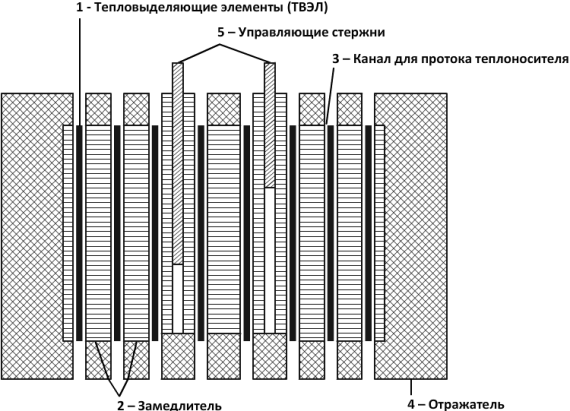 1 - Тепловыделяющие элементы (ТВЭЛ)
5 – Управляющие стержни
3 – Канал для протока теплоносителя
2 – Замедлитель
4 – Отражатель